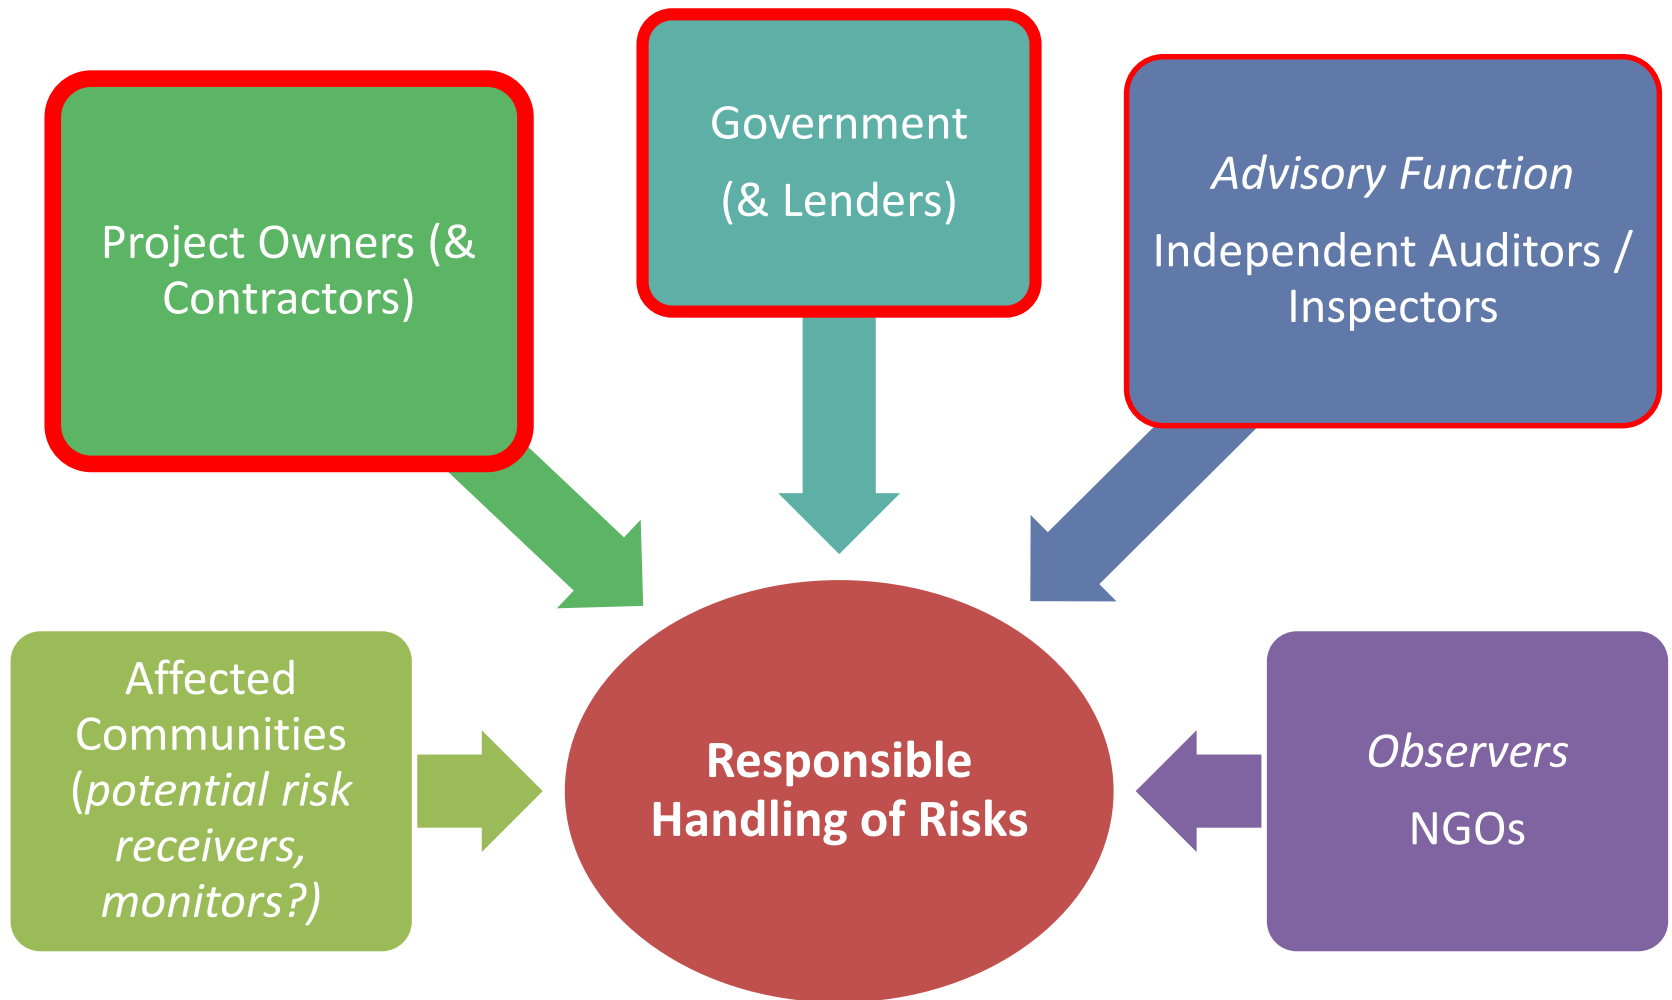 Government
(& Lenders)
Advisory Function
Independent Auditors /
Inspectors
Project Owners (&
Contractors)
Affected
Communities
(potential risk
receivers,
monitors?)
Responsible
Handling of Risks
Observers
NGOs